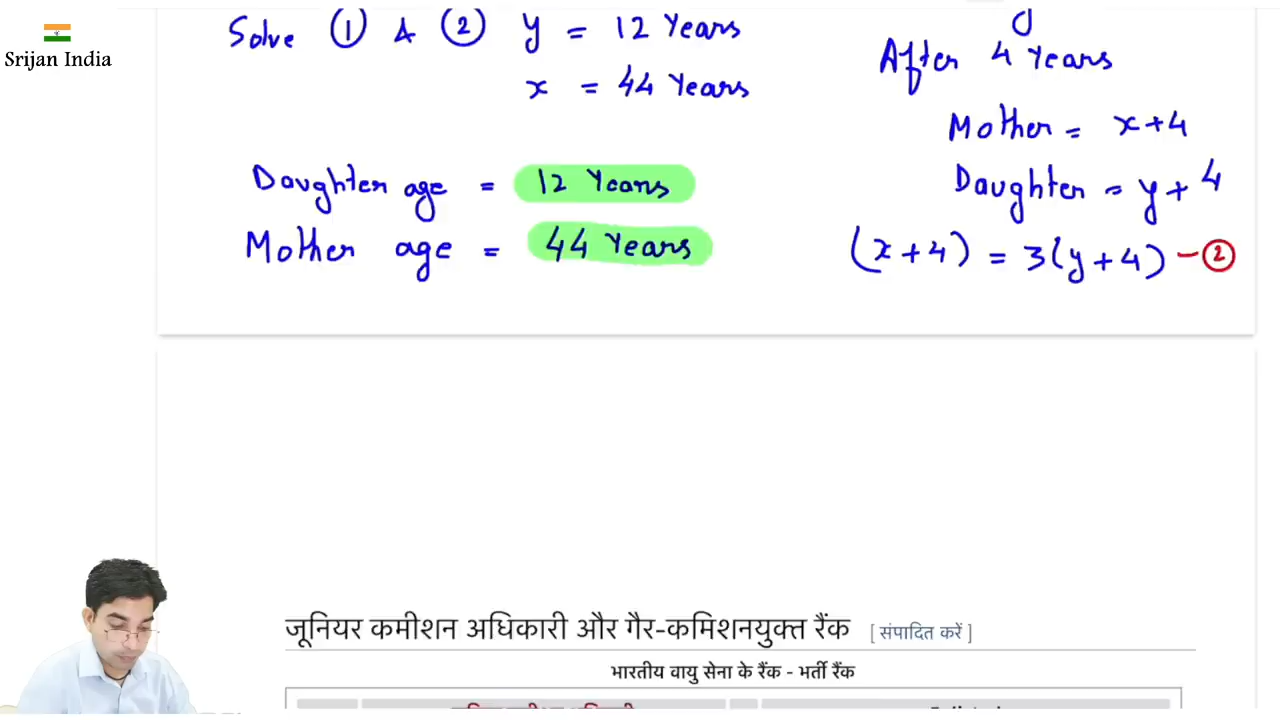 Srijan India
Solve ① & ② y = 12 Years
x = 44 Years
Daughter age = 12 Years
Mother age = 44 Years
After 4 Years
Mother = x+4
Daughter = y+4
(x+4) = 3(y+4) -②
जूनियर कमीशन अधिकारी और गैर-कमिशनयुक्त रैंक [संपादित करें]
भारतीय वायु सेना के रैंक - भर्ती रैंक